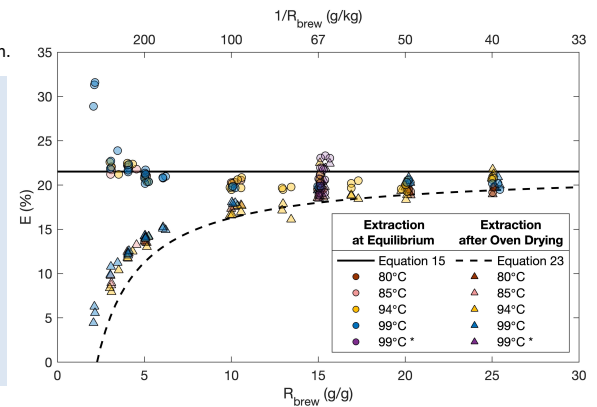 1/R_brew (g/kg)
200 100 67 50 40 33
m.
35
30
25
20
15
10
5
0
E (%)
Extraction at Equilibrium
Extraction after Oven Drying
Equation 15 Equation 23
80°C 80°C
85°C 85°C
94°C 94°C
99°C 99°C
99°C * 99°C *
0 5 10 15 20 25 30
R_brew (g/g)